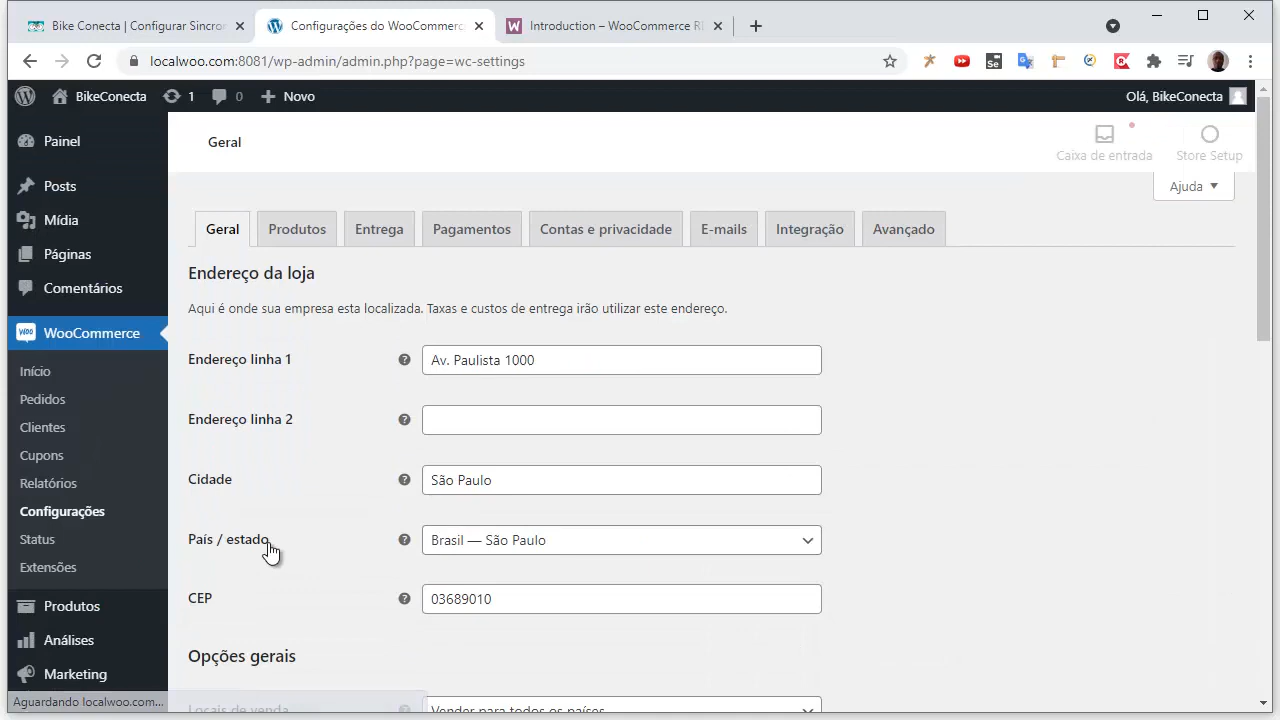 Bike Conecta | Configurar Sincror
Configurações do WooCommerc
Introduction – WooCommerce RE
localwoo.com:8081/wp-admin/admin.php?page=wc-settings
BikeConecta
1
0
Novo
Olá, BikeConecta
Painel
Posts
Mídia
Páginas
Comentários
WooCommerce
Início
Pedidos
Clientes
Cupons
Relatórios
Configurações
Status
Extensões
Produtos
Análises
Marketing
Aguardando localwoo.com...
Geral
Caixa de entrada
Store Setup
Ajuda
Geral
Produtos
Entrega
Pagamentos
Contas e privacidade
E-mails
Integração
Avançado
Endereço da loja
Aqui é onde sua empresa esta localizada. Taxas e custos de entrega irão utilizar este endereço.
Endereço linha 1
Av. Paulista 1000
Endereço linha 2
Cidade
São Paulo
País / estado
Brasil — São Paulo
CEP
03689010
Opções gerais
Locais de venda
Vender para todos os países